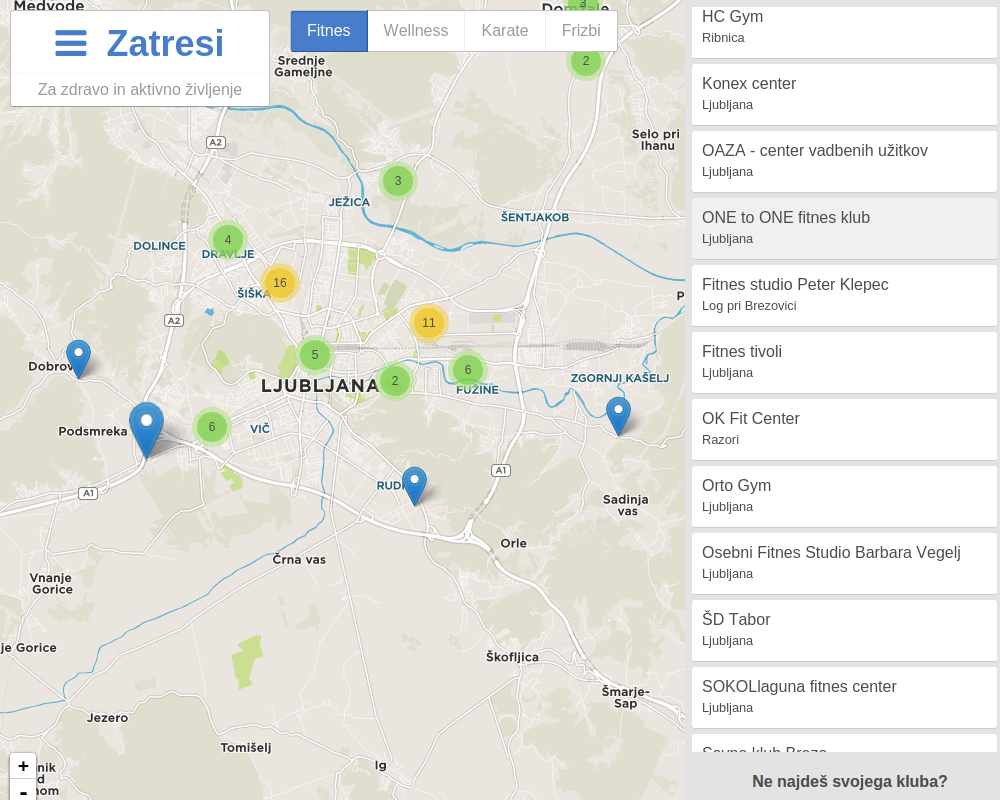 Medvode
Zatresi
Za zdravo in aktivno življenje
Fitnes
Wellness
Karate
Frizbi
3
2
Srednje
Gameljne
Selo pri
Ihanu
A2
3
JEŽICA
ŠENTJAKOB
DOLINCE
4
DRAVLJE
16
ŠIŠKA
A2
11
5
6
2
LJUBLJANA
FUŽINE
ZGORNJI KAŠELJ
Podsmreka
6
VIČ
A1
A1
Sadinja
vas
Orle
Črna vas
Vnanje
Gorice
je Gorice
Škofljica
Šmarje-
Sap
Jezero
Tomišelj
Ig
+
-
HC Gym
Ribnica
Konex center
Ljubljana
OAZA - center vadbenih užitkov
Ljubljana
ONE to ONE fitnes klub
Ljubljana
Fitnes studio Peter Klepec
Log pri Brezovici
Fitnes tivoli
Ljubljana
OK Fit Center
Razori
Orto Gym
Ljubljana
Osebni Fitnes Studio Barbara Vegelj
Ljubljana
ŠD Tabor
Ljubljana
SOKOLlaguna fitnes center
Ljubljana
Ne najdeš svojega kluba?